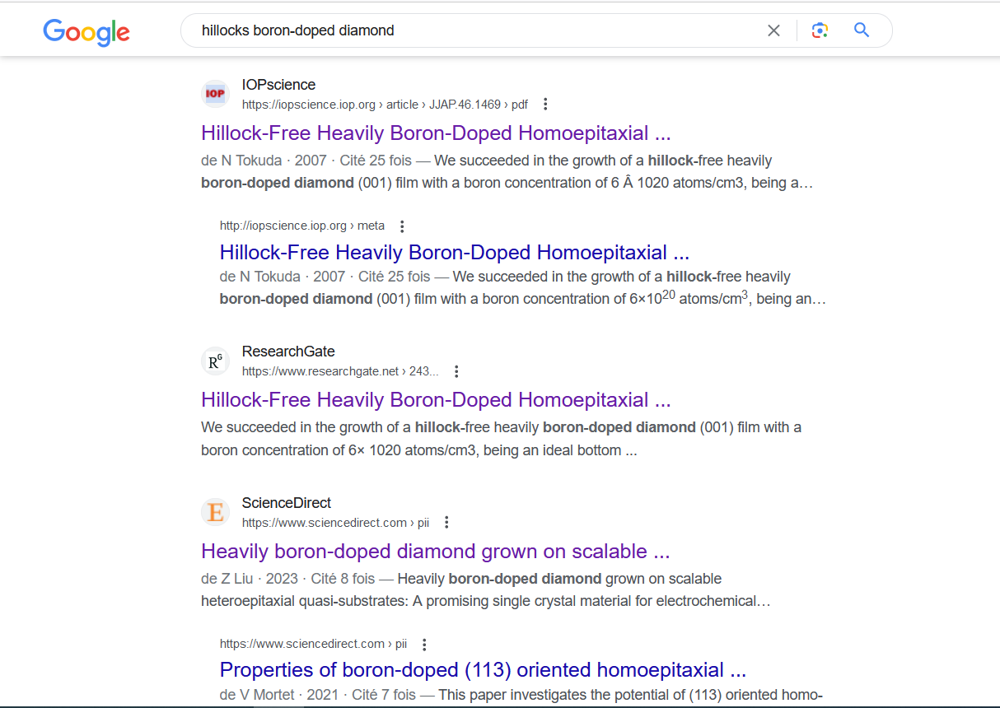 Google
hillocks boron-doped diamond
IOP
IOPscience
https://iopscience.iop.org › article › JJAP.46.1469 › pdf
Hillock-Free Heavily Boron-Doped Homoepitaxial ...
de N Tokuda · 2007 · Cité 25 fois — We succeeded in the growth of a hillock-free heavily
boron-doped diamond (001) film with a boron concentration of 6 Â 1020 atoms/cm3, being a…
http://iopscience.iop.org › meta
Hillock-Free Heavily Boron-Doped Homoepitaxial ...
de N Tokuda · 2007 · Cité 25 fois — We succeeded in the growth of a hillock-free heavily
boron-doped diamond (001) film with a boron concentration of 6×10²⁰ atoms/cm³, being an…
RG
ResearchGate
https://www.researchgate.net › 243...
Hillock-Free Heavily Boron-Doped Homoepitaxial ...
We succeeded in the growth of a hillock-free heavily boron-doped diamond (001) film with a
boron concentration of 6× 1020 atoms/cm3, being an ideal bottom ...
E
ScienceDirect
https://www.sciencedirect.com › pii
Heavily boron-doped diamond grown on scalable ...
de Z Liu · 2023 · Cité 8 fois — Heavily boron-doped diamond grown on scalable
heteroepitaxial quasi-substrates: A promising single crystal material for electrochemical…
https://www.sciencedirect.com › pii
Properties of boron-doped (113) oriented homoepitaxial ...
de V Mortet · 2021 · Cité 7 fois — This paper investigates the potential of (113) oriented homo-